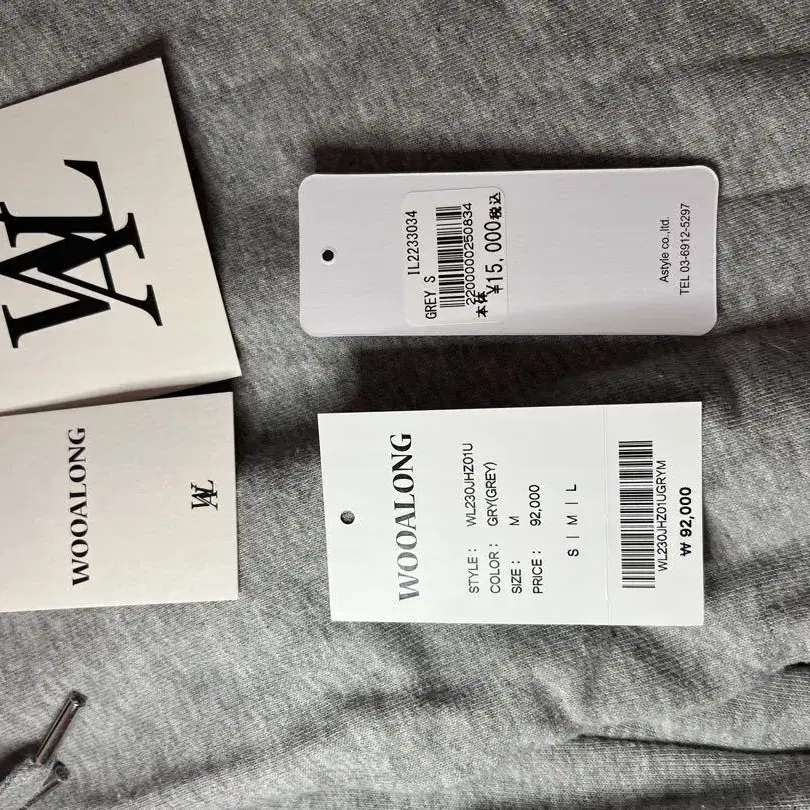 WAL
WOOALONG
WAL
IL2233034
GREY S
2200000250834
本体
¥15,000税込
Astyle co.,ltd.
TEL 03-6912-5297
WOOALONG
STYLE : WL230JHZ01U
COLOR : GRY(GREY)
SIZE : M
PRICE : 92,000
S | M | L
WL230JHZ01UGRYM
₩ 92,000